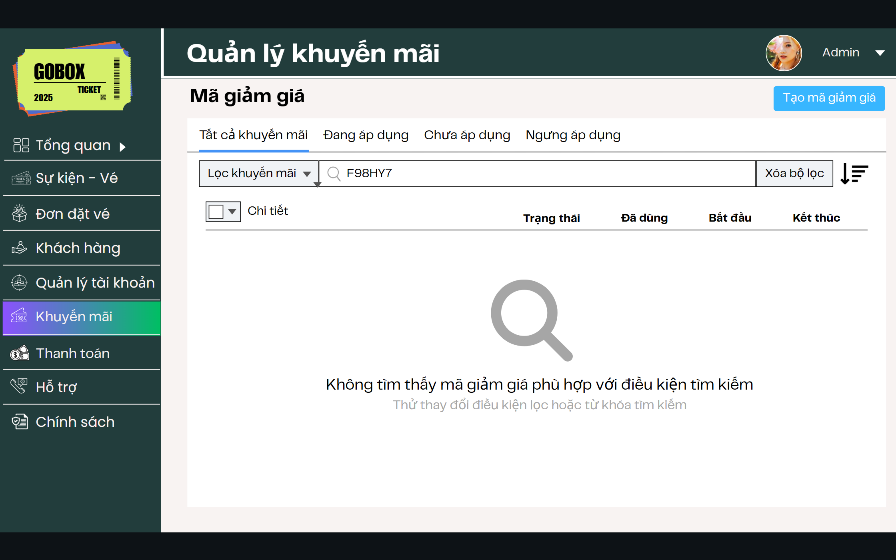 GOBOX
TICKET
2025
Tổng quan
Sự kiện - Vé
Đơn đặt vé
Khách hàng
Quản lý tài khoản
Khuyến mãi
Thanh toán
Hỗ trợ
Chính sách
Quản lý khuyến mãi
Admin
Mã giảm giá
Tạo mã giảm giá
Tất cả khuyến mãi Đang áp dụng Chưa áp dụng Ngưng áp dụng
Lọc khuyến mãi F98HY7 Xóa bộ lọc
Chi tiết Trạng thái Đã dùng Bắt đầu Kết thúc
Không tìm thấy mã giảm giá phù hợp với điều kiện tìm kiếm
Thử thay đổi điều kiện lọc hoặc từ khóa tìm kiếm